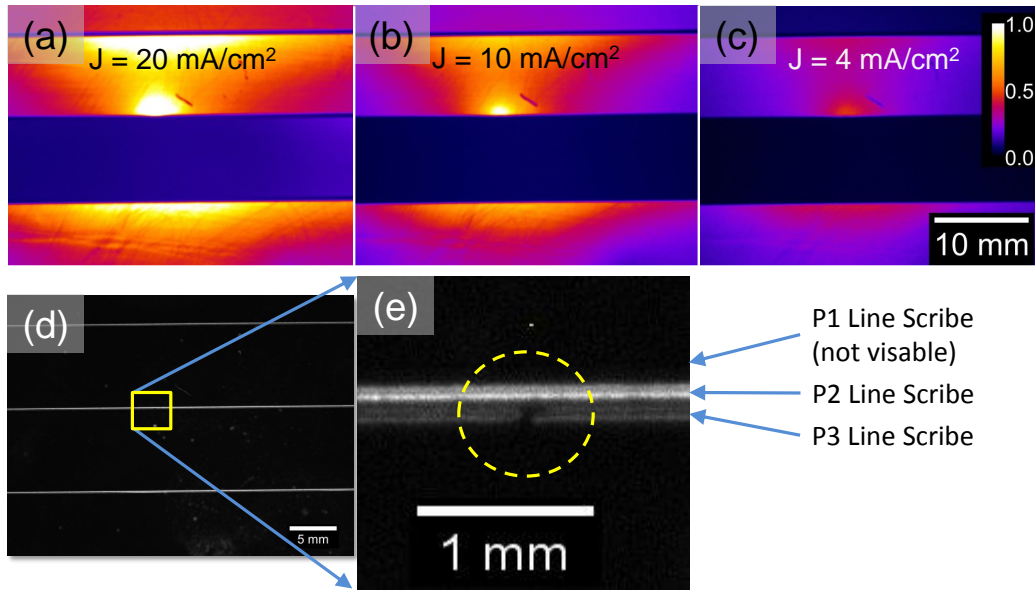 (a)
J = 20 mA/cm²
(b)
J = 10 mA/cm²
(c)
J = 4 mA/cm²
1.0
0.5
0.0
10 mm
(d)
5 mm
(e)
1 mm
P1 Line Scribe
(not visable)
P2 Line Scribe
P3 Line Scribe